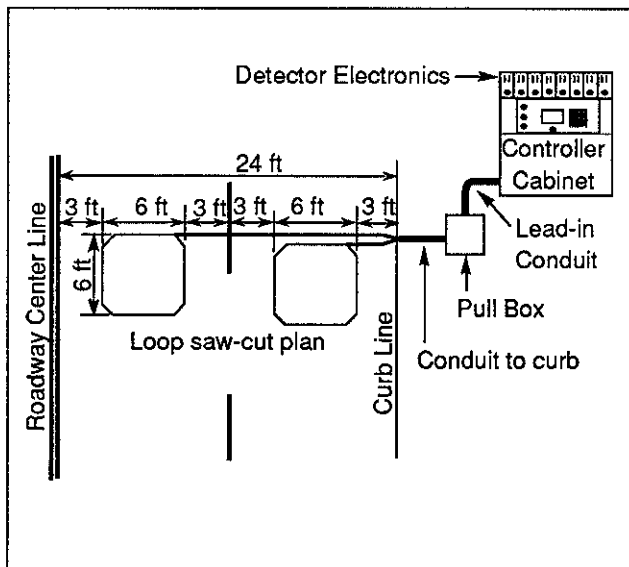 Detector Electronics
Controller
Cabinet
24 ft
3 ft 6 ft 3 ft 3 ft 6 ft 3 ft
Lead-in
Conduit
6 ft
Pull Box
Loop saw-cut plan
Conduit to curb
Roadway Center Line
Curb Line